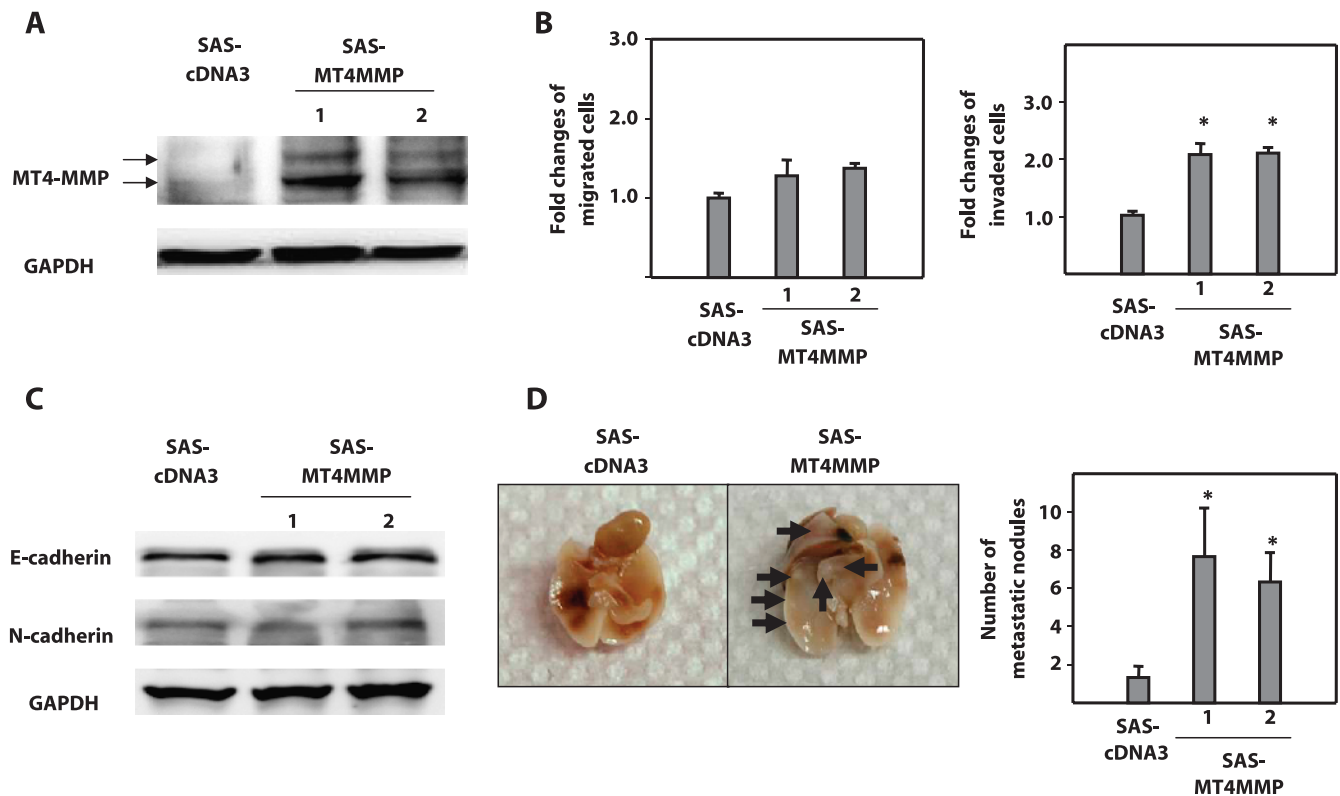 A
SAS-
cDNA3
SAS-
MT4MMP
1 2
MT4-MMP
GAPDH
B
Fold changes of
migrated cells
3.0
2.0
1.0
SAS-
cDNA3
1 2
SAS-
MT4MMP
Fold changes of
invaded cells
3.0
2.0
1.0
* *
SAS-
cDNA3
1 2
SAS-
MT4MMP
C
SAS-
cDNA3
SAS-
MT4MMP
1 2
E-cadherin
N-cadherin
GAPDH
D
SAS-
cDNA3
SAS-
MT4MMP
Number of
metastatic nodules
10
8
6
4
2
* *
SAS-
cDNA3
1 2
SAS-
MT4MMP